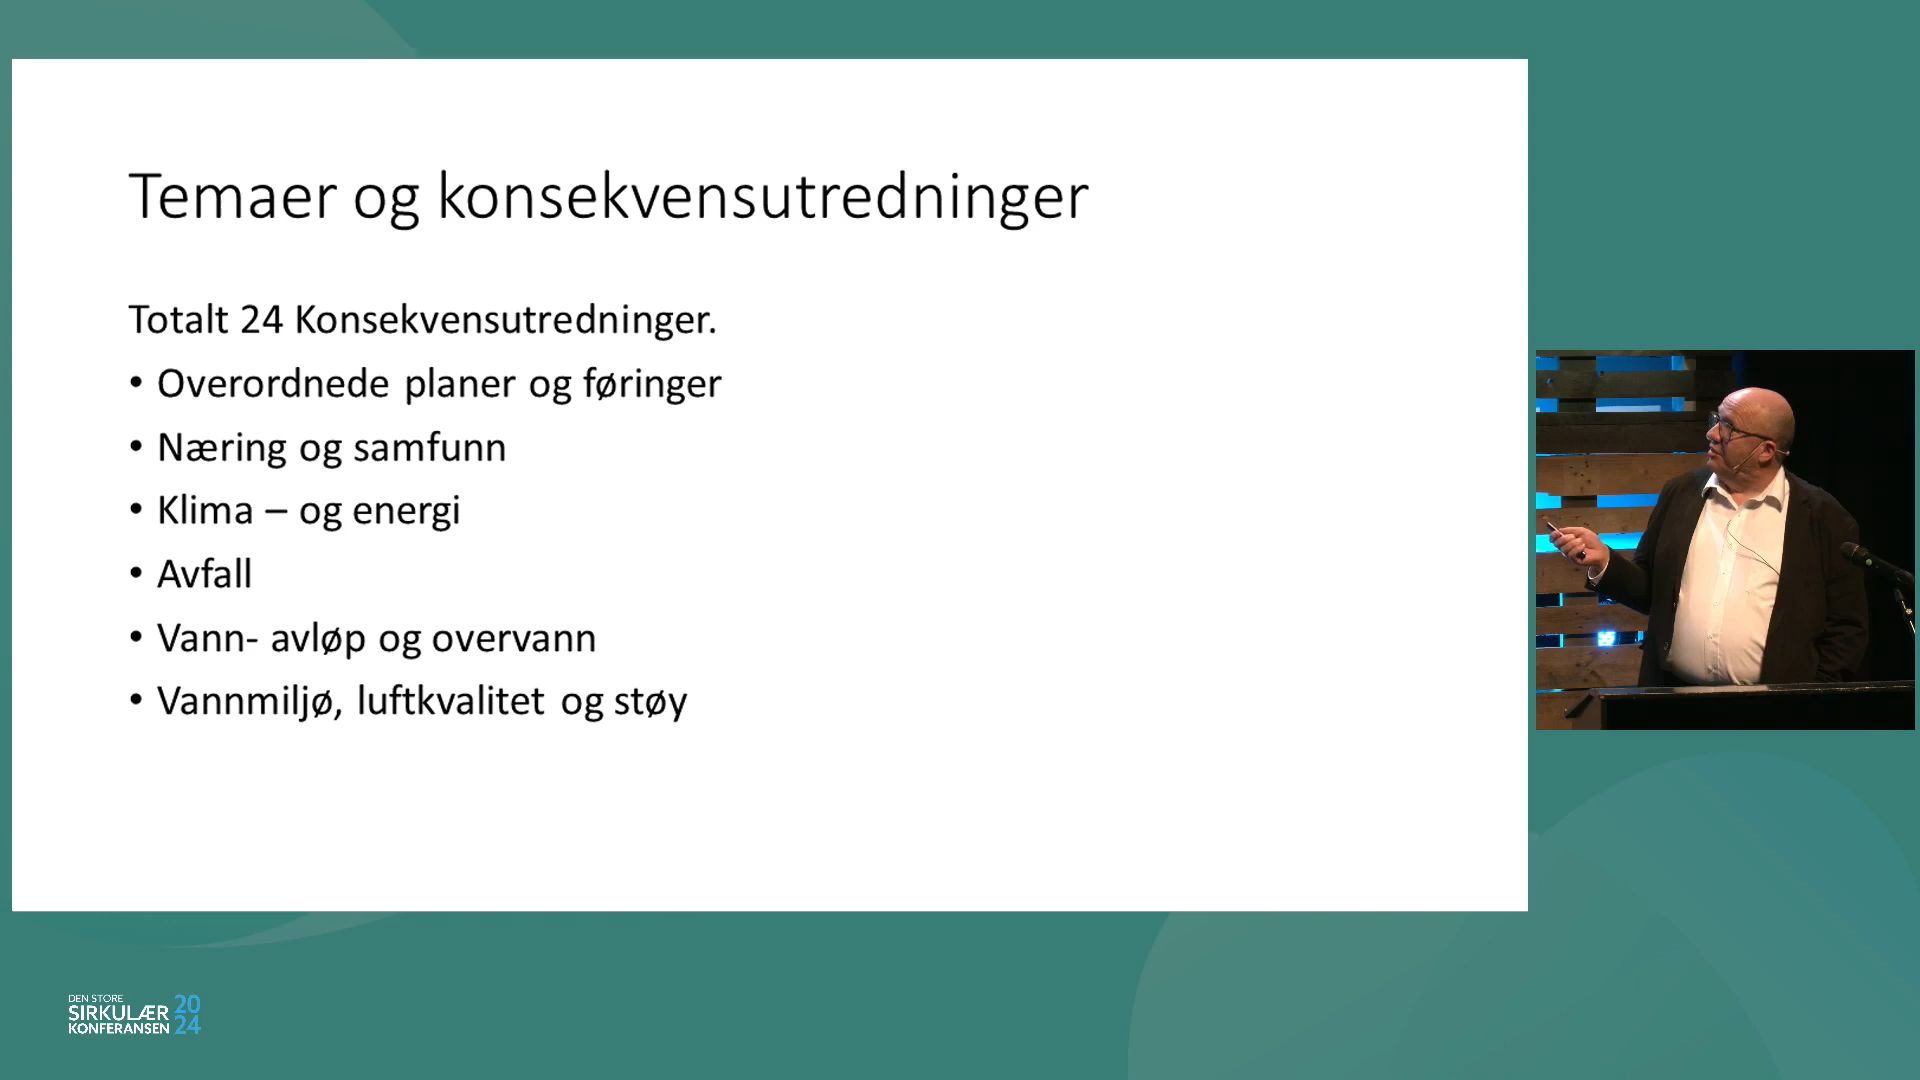 Temaer og konsekvensutredninger
Totalt 24 Konsekvensutredninger.
• Overordnede planer og føringer
• Næring og samfunn
• Klima – og energi
• Avfall
• Vann- avløp og overvann
• Vannmiljø, luftkvalitet og støy
DEN STORE
SIRKULÆR
KONFERANSEN
20
24